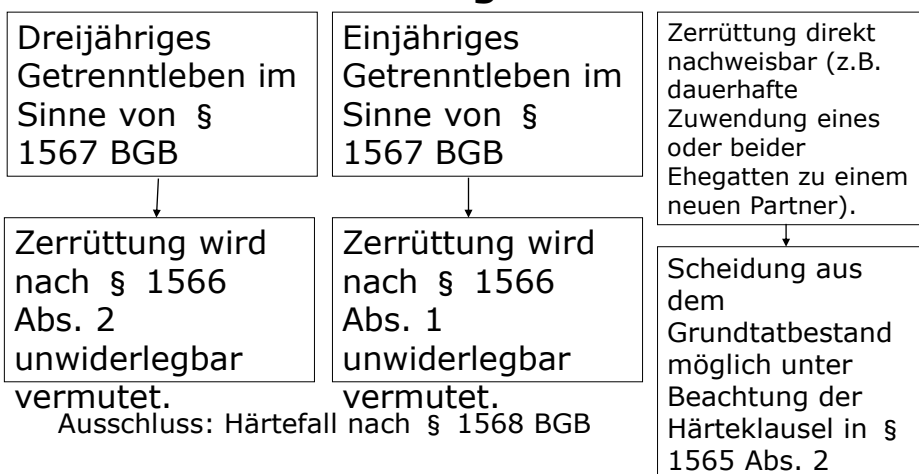 Dreijähriges
Getrenntleben im
Sinne von §
1567 BGB
Einjähriges
Getrenntleben im
Sinne von §
1567 BGB
Zerrüttung direkt
nachweisbar (z.B.
dauerhafte
Zuwendung eines
oder beider
Ehegatten zu einem
neuen Partner).
Zerrüttung wird
nach § 1566
Abs. 2
unwiderlegbar
vermutet.
Zerrüttung wird
nach § 1566
Abs. 1
unwiderlegbar
vermutet.
Scheidung aus
dem
Grundtatbestand
möglich unter
Beachtung der
Härteklausel in §
1565 Abs. 2
Ausschluss: Härtefall nach § 1568 BGB